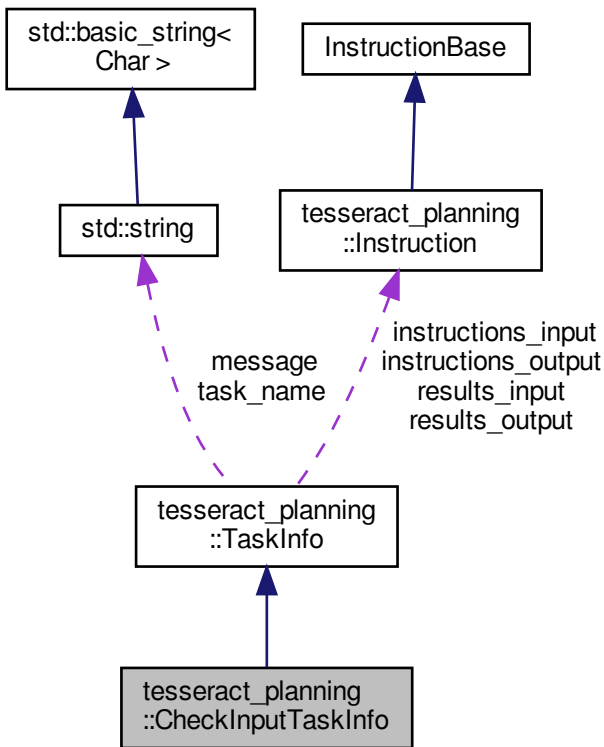 std::basic_string<
Char >
InstructionBase
std::string
tesseract_planning
::Instruction
message
task_name
instructions_input
instructions_output
results_input
results_output
tesseract_planning
::TaskInfo
tesseract_planning
::CheckInputTaskInfo